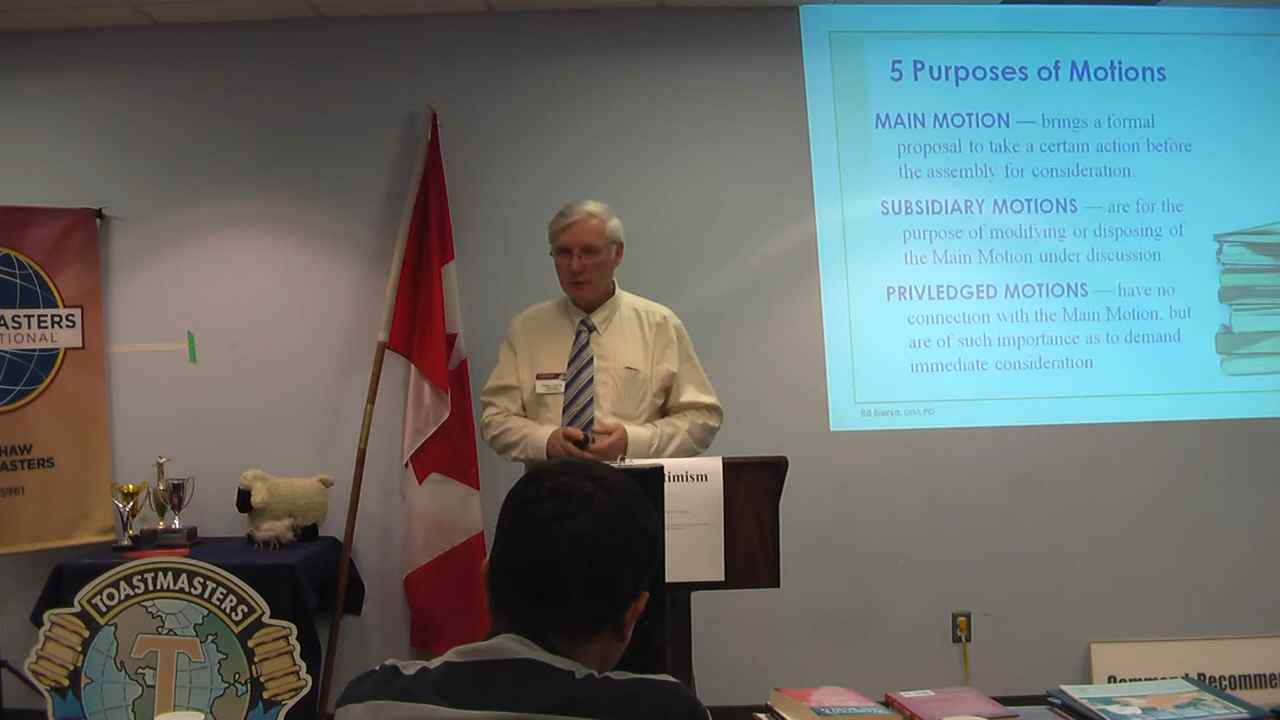 5 Purposes of Motions
MAIN MOTION — brings a formal
proposal to take a certain action before
the assembly for consideration.
SUBSIDIARY MOTIONS — are for the
purpose of modifying or disposing of
the Main Motion under discussion.
PRIVLEDGED MOTIONS — have no
connection with the Main Motion, but
are of such importance as to demand
immediate consideration.
ASTERS
TIONAL
HAW
ASTERS
5961
timism
TOASTMASTERS
T